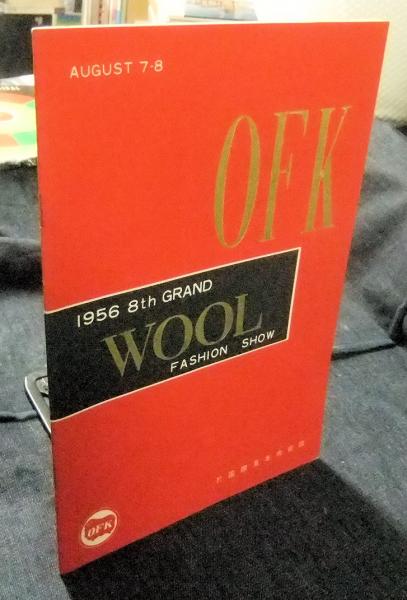 AUGUST 7-8
OFK
1956 8th GRAND
WOOL
FASHION SHOW
OFK